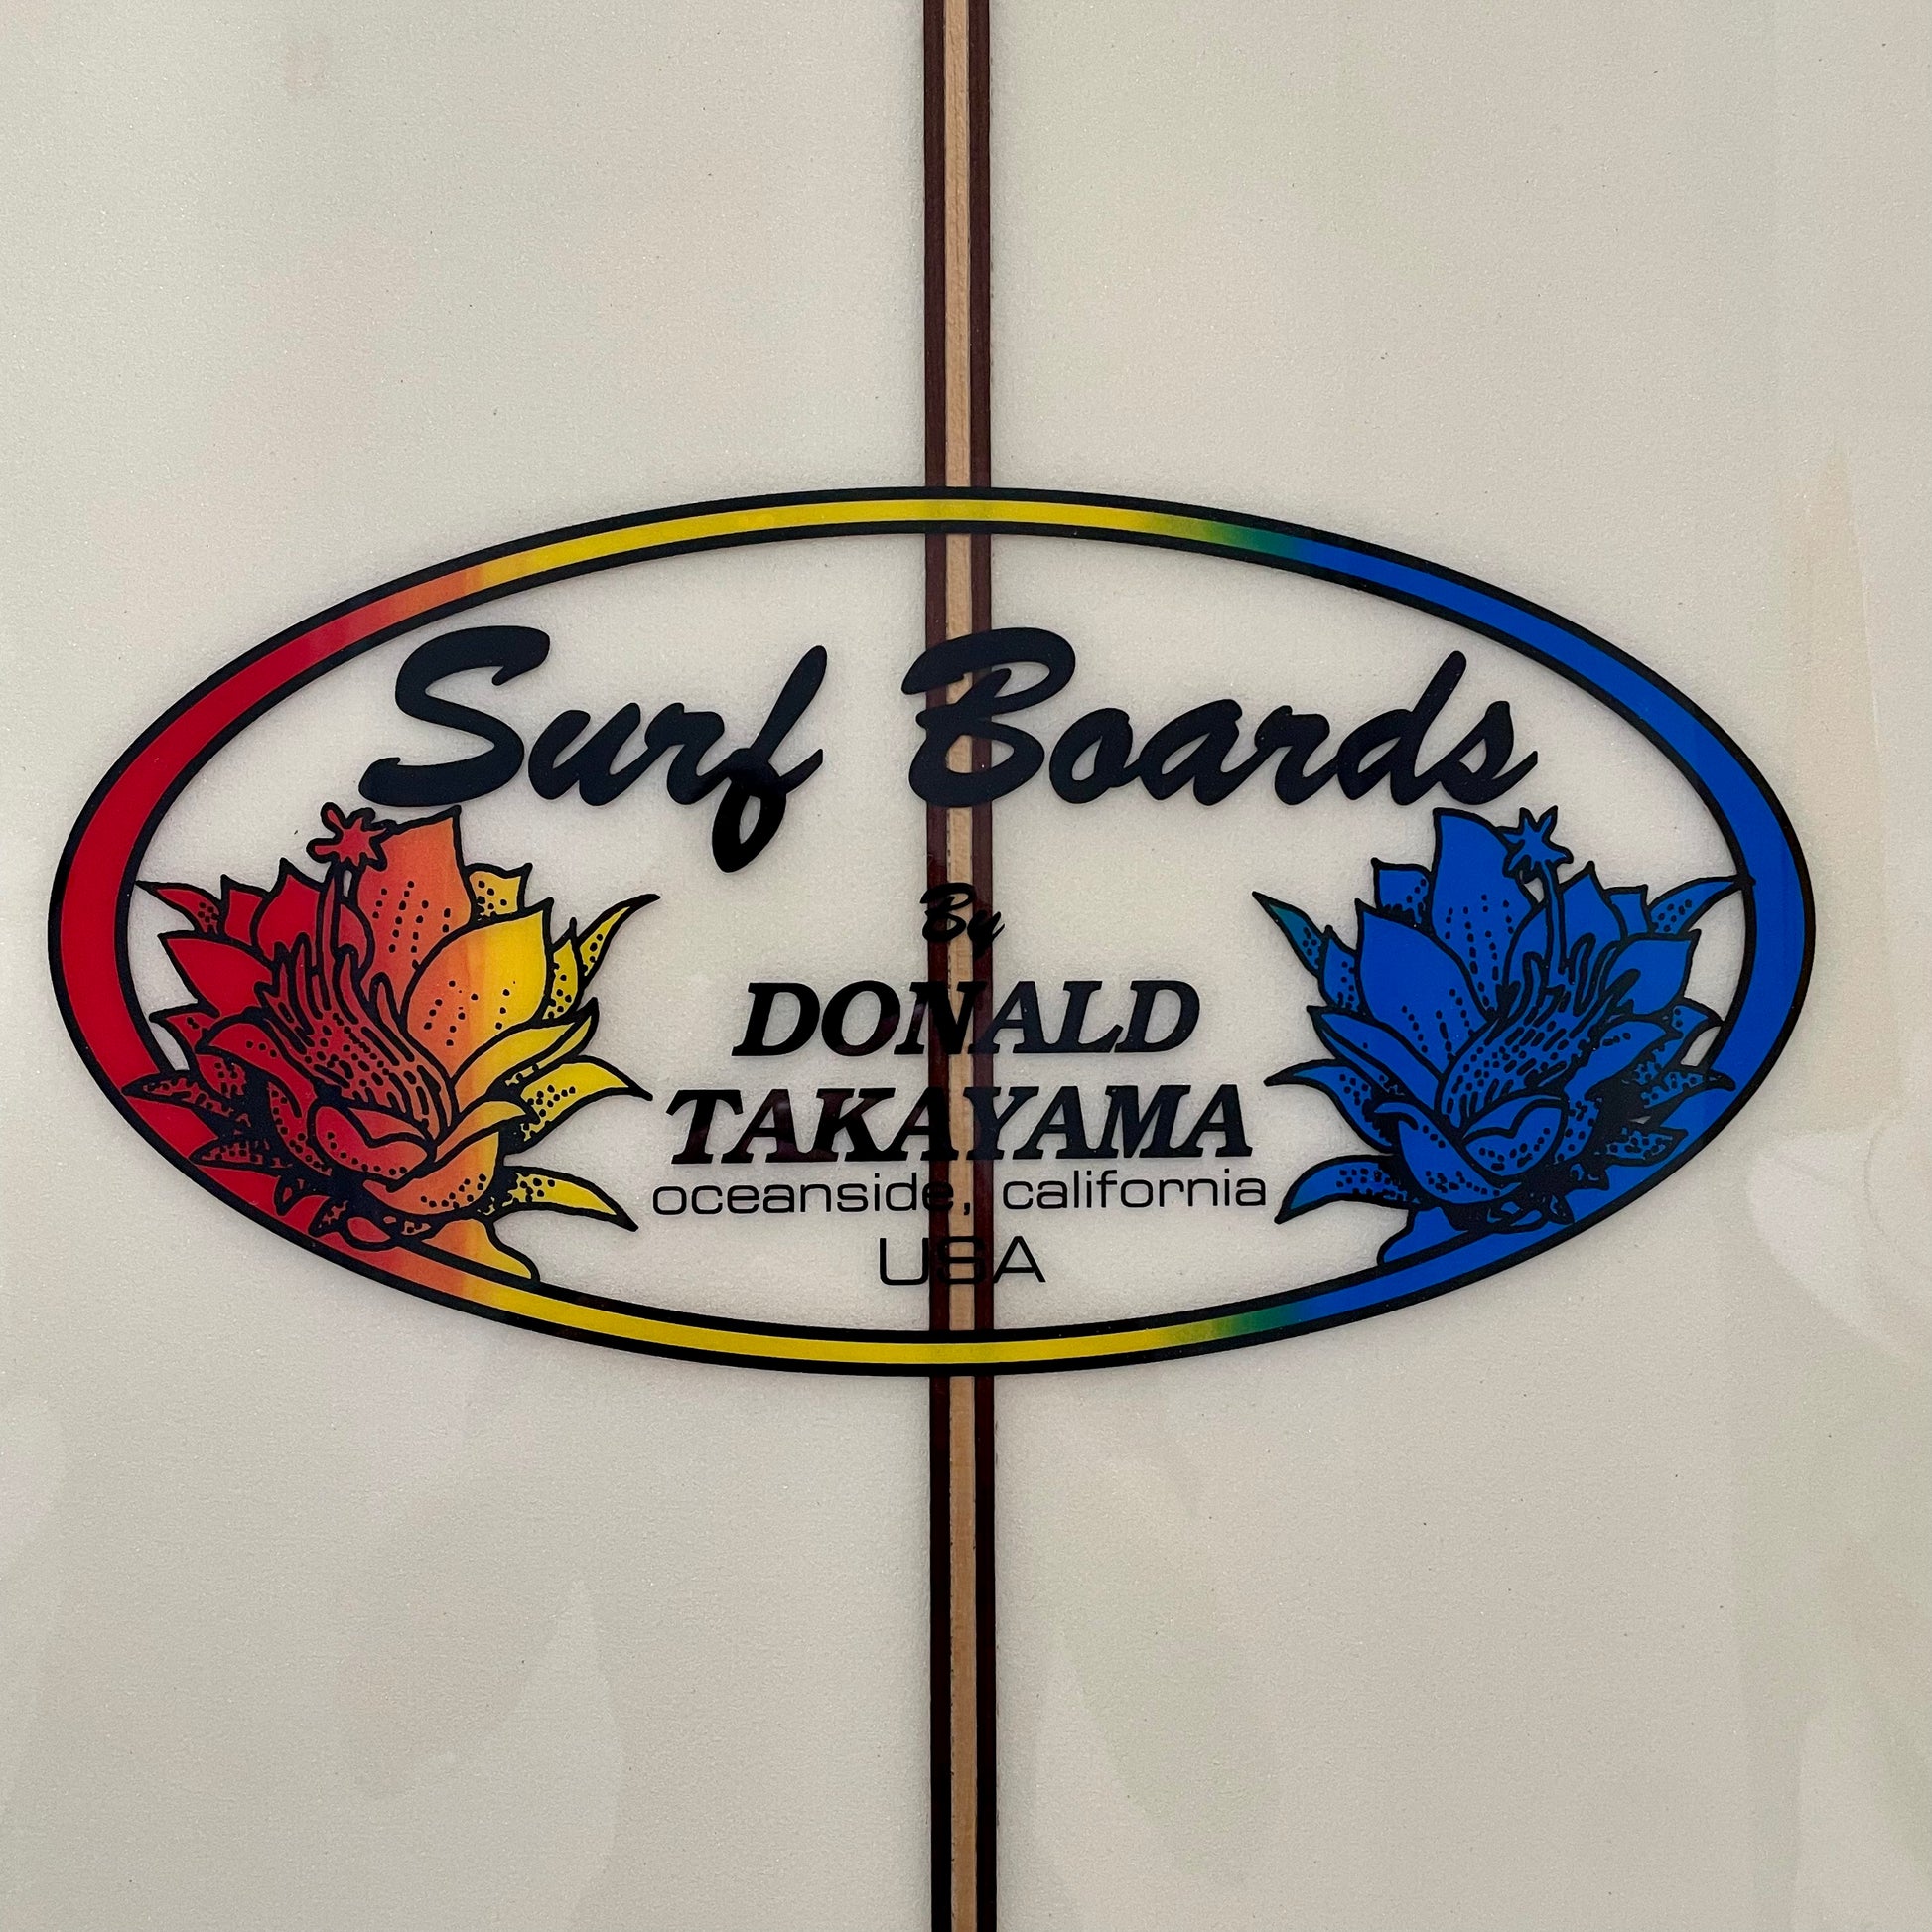 Surf Boards
By
DONALD
TAKAYAMA
oceanside, california
USA